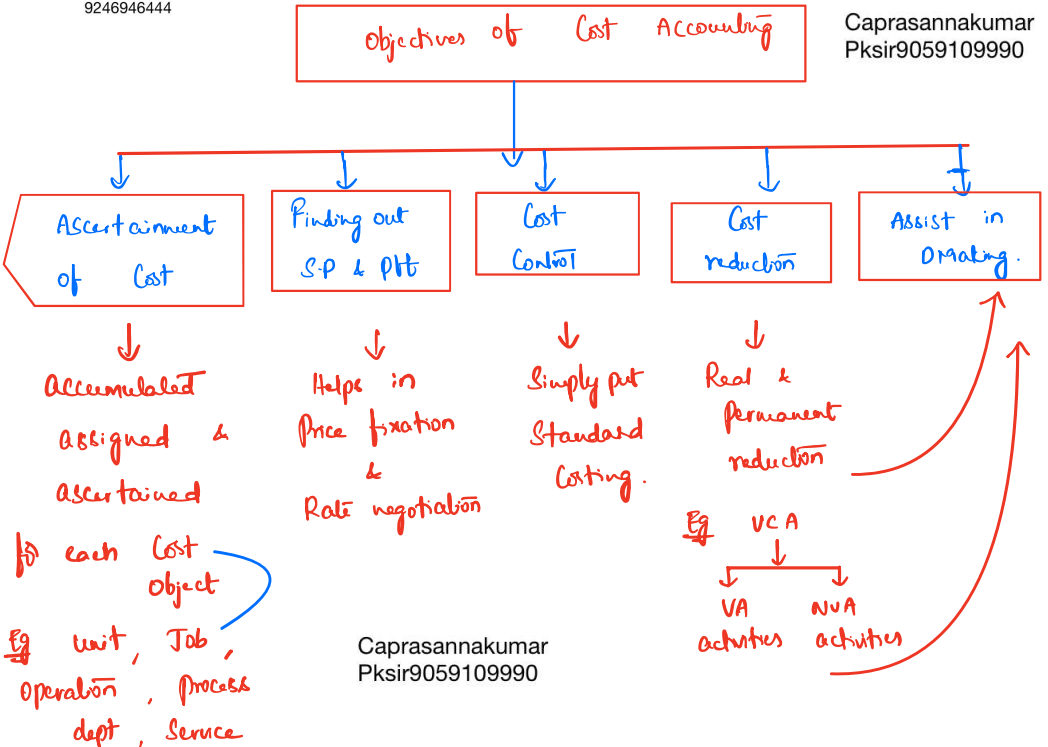 9246946444
Objectives of Cost Accounting
Caprasannakumar
Pksir9059109990
Ascertainment
of Cost
Finding out
S.P & Pft
Cost
Control
Cost
reduction
Assist in
DMaking.
Accumulated
assigned &
ascertained
for each Cost
Object
Eg unit, Job,
Operation, Process
dept, Service
Helps in
Price fixation
&
Rate negotiation
Simply put
Standard
Costing.
Real &
Permanent
reduction
Eg VCA
VA
activities
NVA
activities
Caprasannakumar
Pksir9059109990